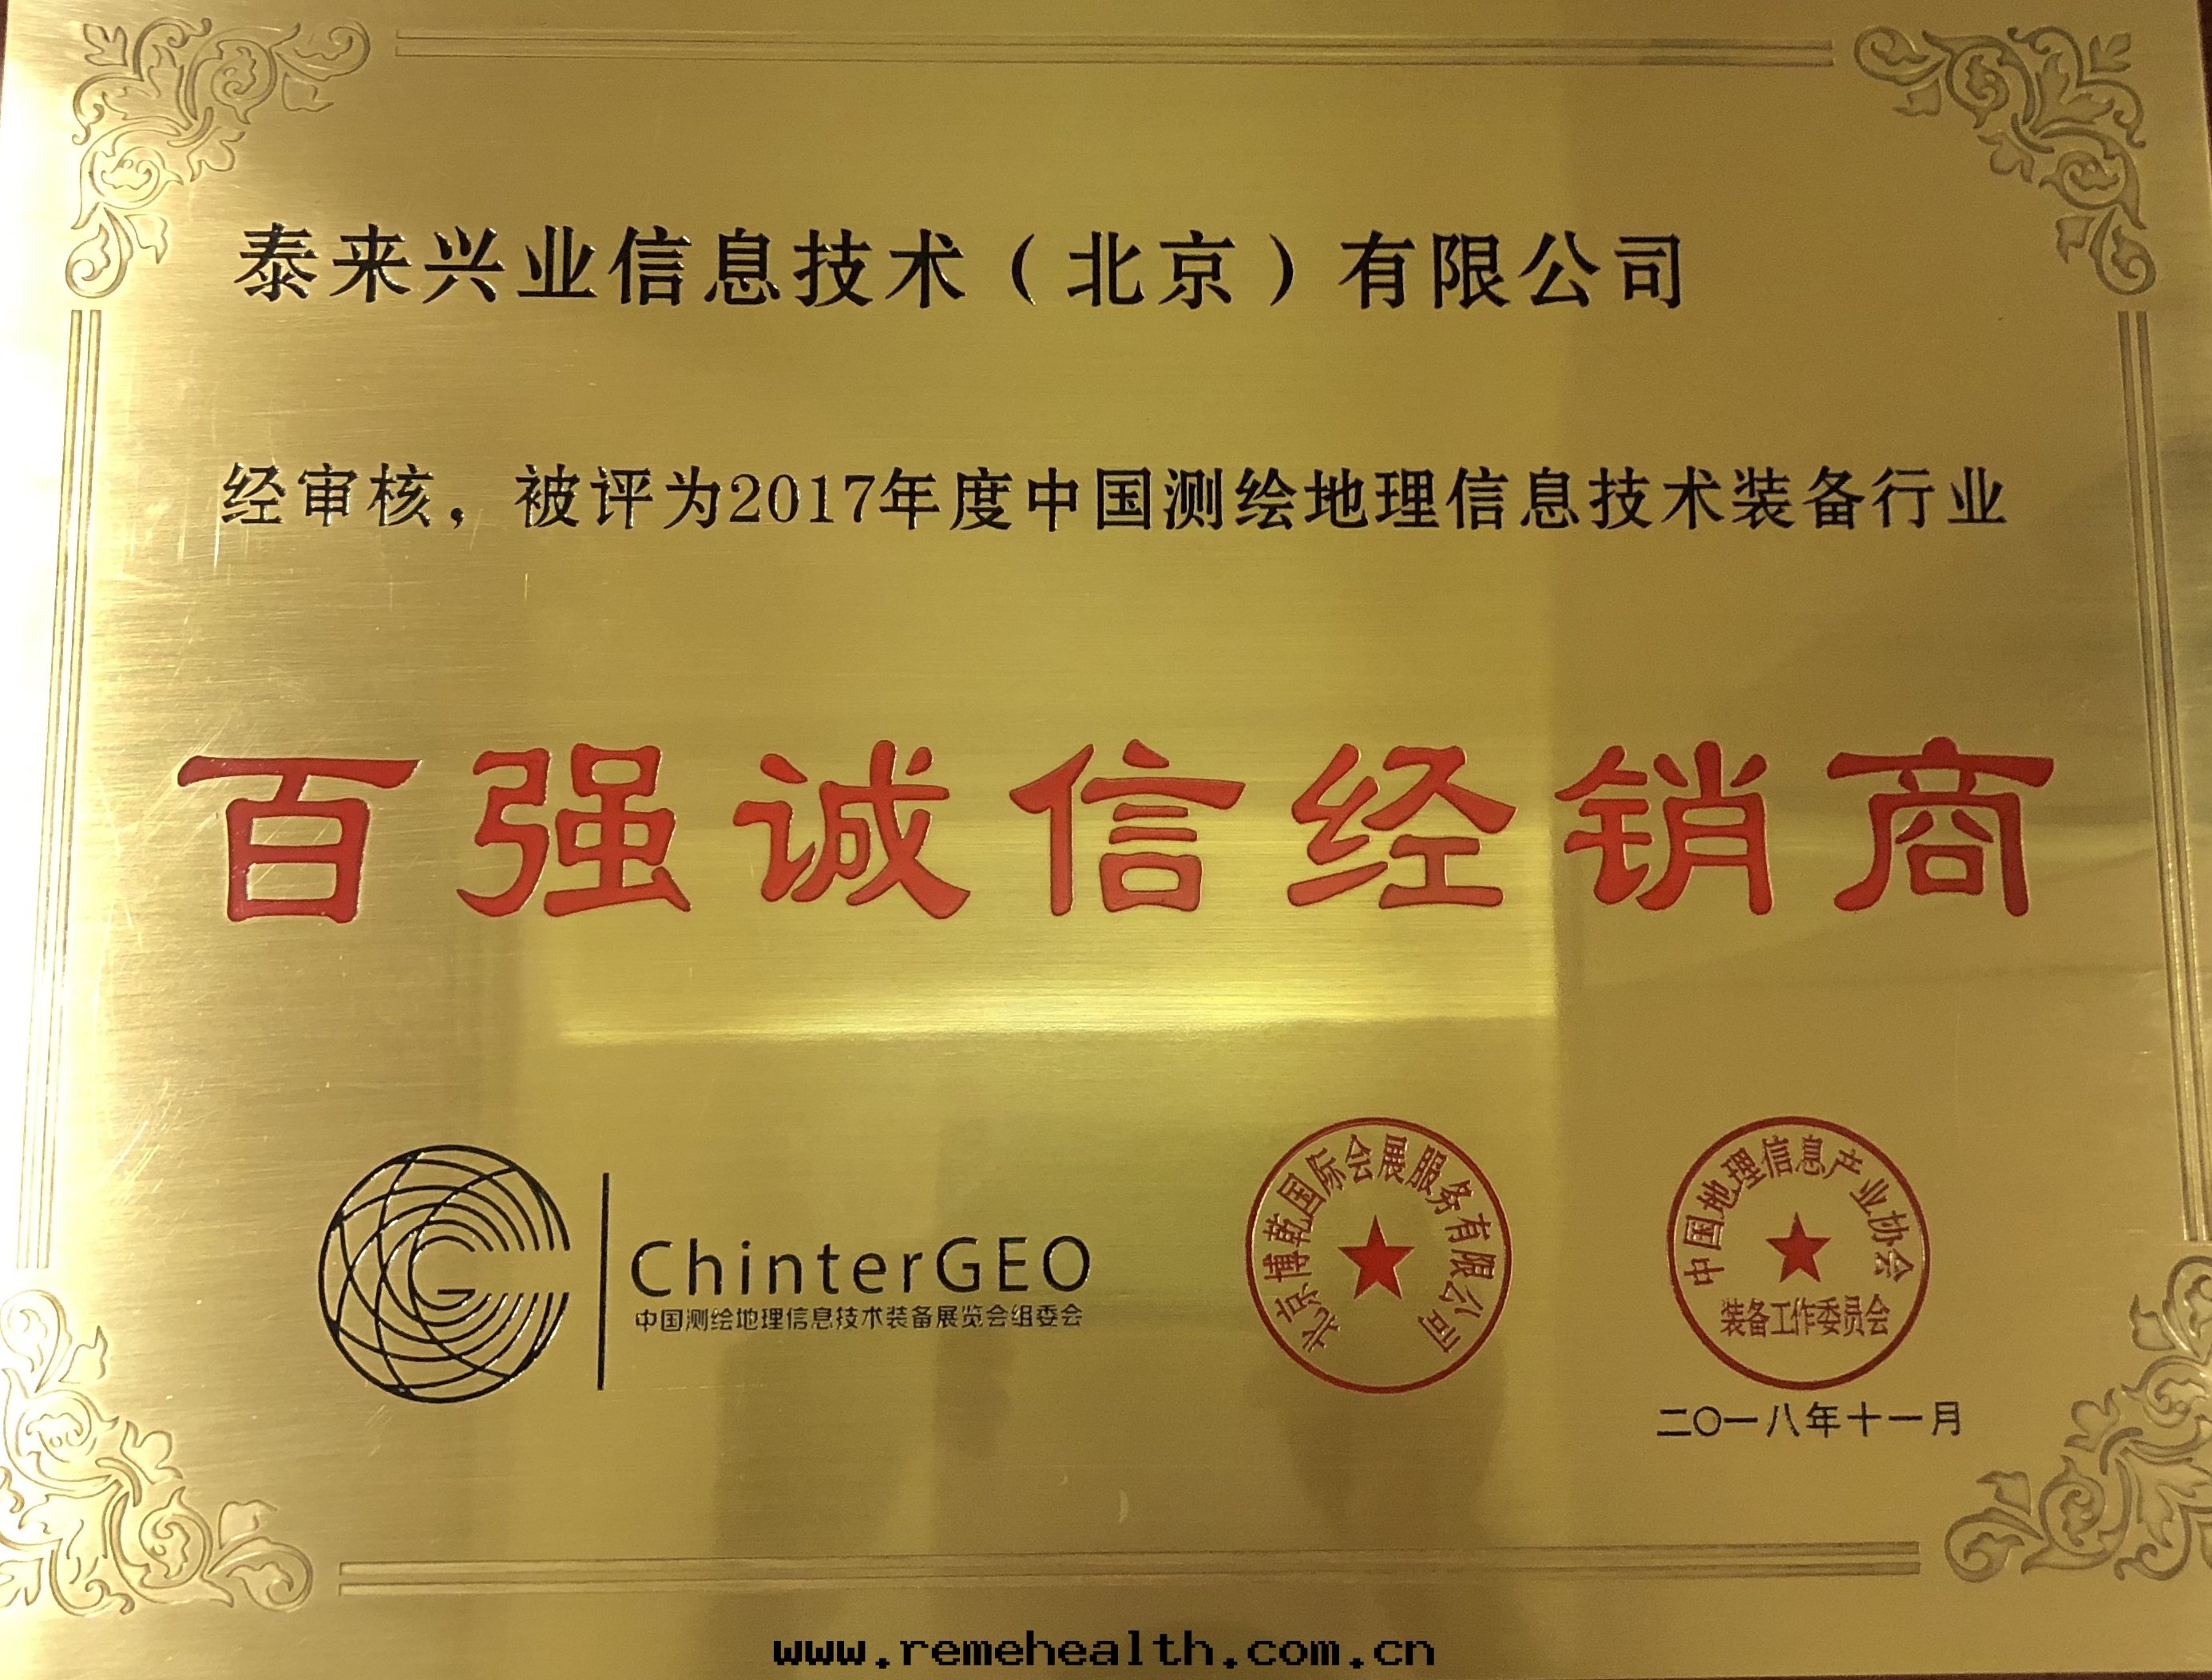 泰来兴业信息技术（北京）有限公司
经审核，被评为2017年度中国测绘地理信息技术装备行业
百强诚信经销商
ChinterGEO
中国测绘地理信息技术装备展览会组委会
北京博乾国际会展服务有限公司
中国地理信息产业协会
装备工作委员会
二〇一八年十一月
www.remehealth.com.cn